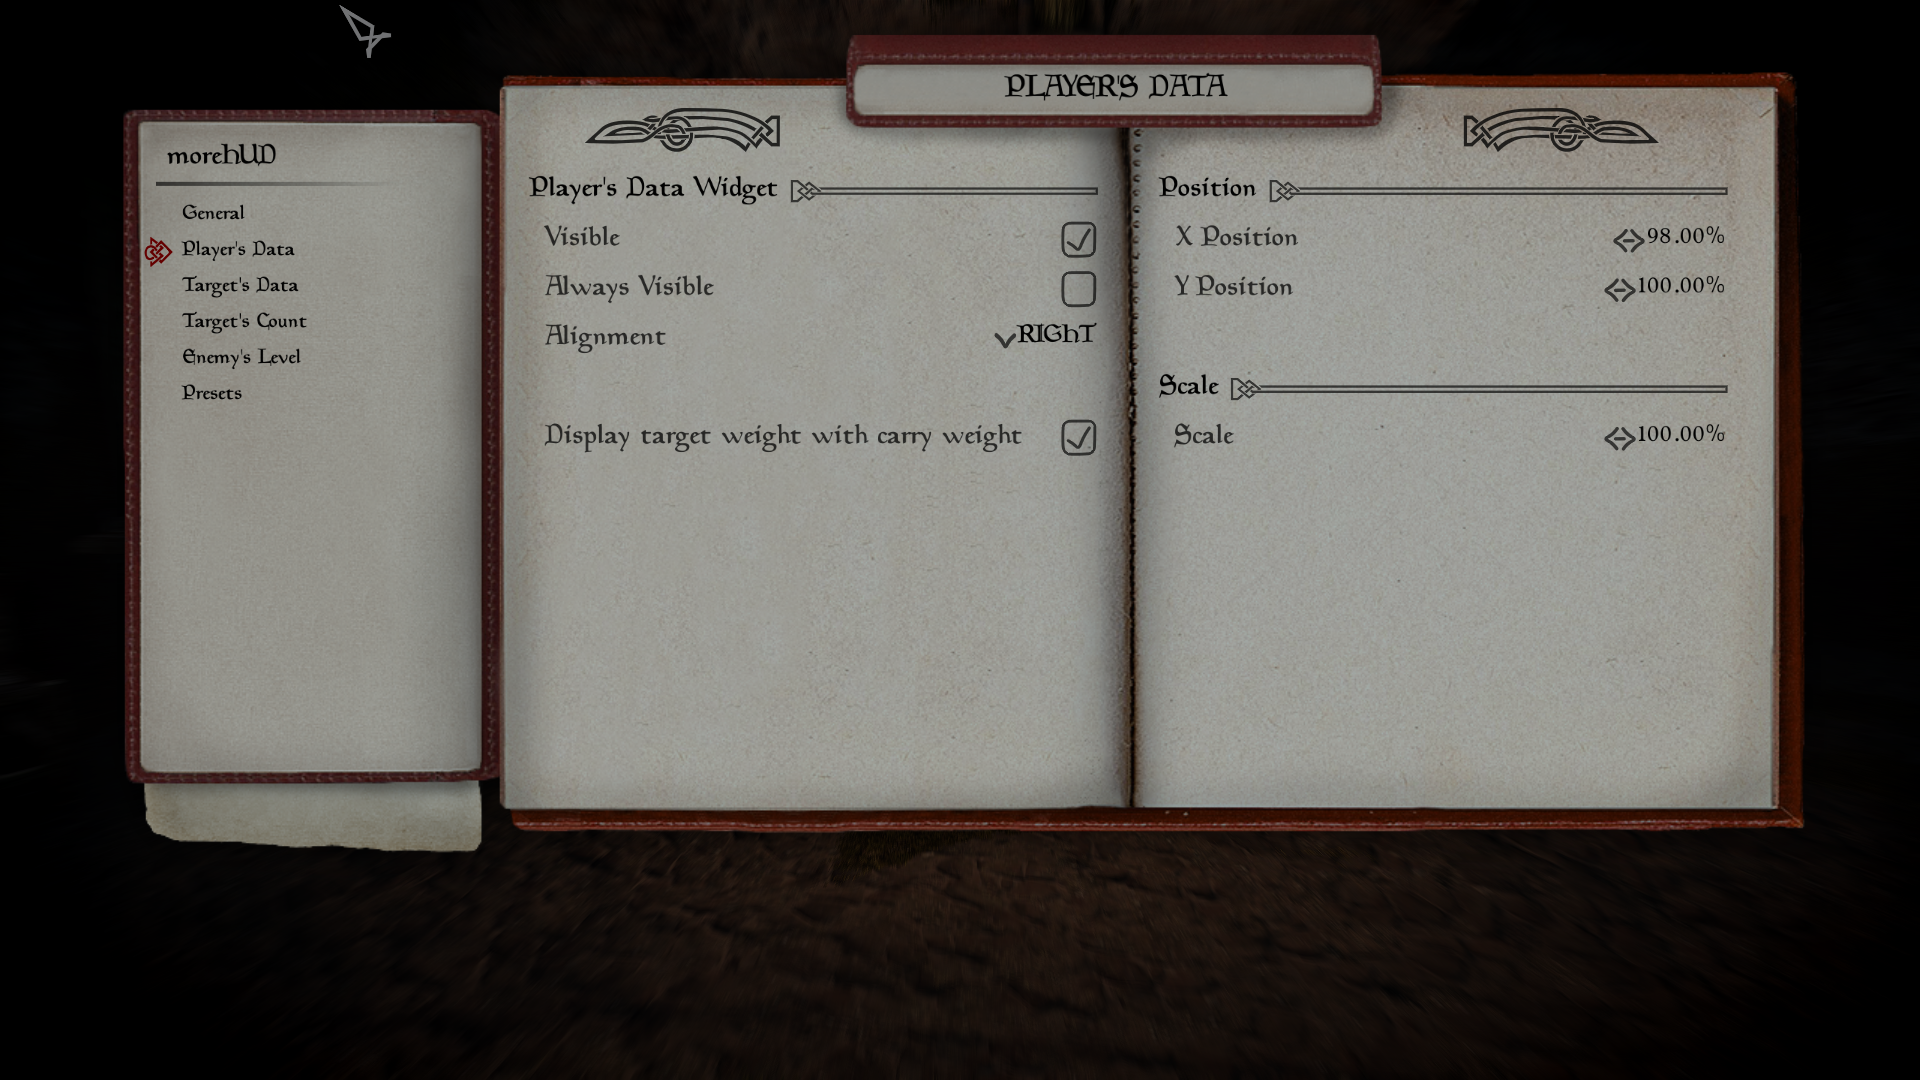 PLAYER'S DATA
moreHUD
General
Player's Data
Target's Data
Target's Count
Enemy's Level
Presets
Player's Data Widget
Visible
Always Visible
Alignment RIGHT
Display target weight with carry weight
Position
X Position 98.00%
Y Position 100.00%
Scale
Scale 100.00%